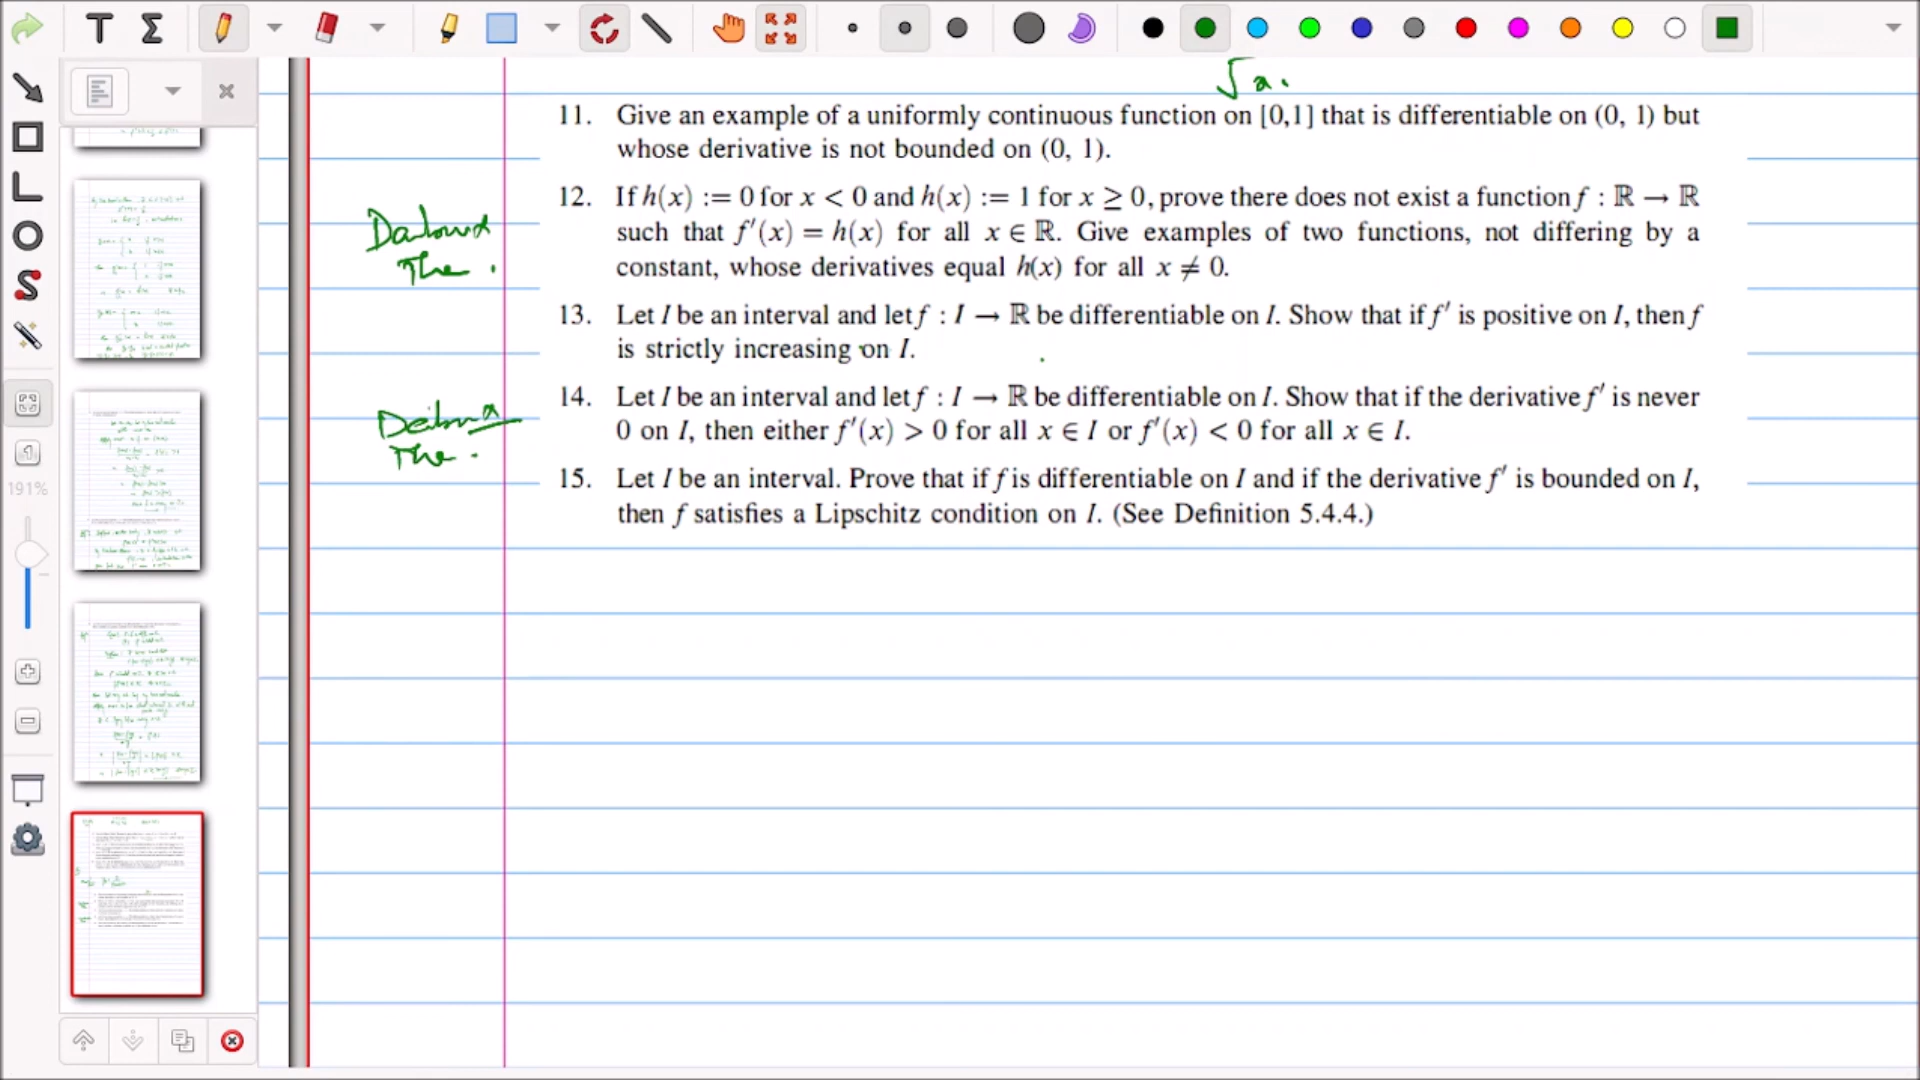 T Σ
√x.
11. Give an example of a uniformly continuous function on [0,1] that is differentiable on (0, 1) but
whose derivative is not bounded on (0, 1).
12. If h(x) := 0 for x < 0 and h(x) := 1 for x ≥ 0, prove there does not exist a function f : ℝ → ℝ
such that f′(x) = h(x) for all x ∈ ℝ. Give examples of two functions, not differing by a
constant, whose derivatives equal h(x) for all x ≠ 0.
The.
13. Let I be an interval and let f : I → ℝ be differentiable on I. Show that if f′ is positive on I, then f
is strictly increasing on I.
14. Let I be an interval and let f : I → ℝ be differentiable on I. Show that if the derivative f′ is never
0 on I, then either f′(x) > 0 for all x ∈ I or f′(x) < 0 for all x ∈ I.
The.
15. Let I be an interval. Prove that if f is differentiable on I and if the derivative f′ is bounded on I,
then f satisfies a Lipschitz condition on I. (See Definition 5.4.4.)
191%